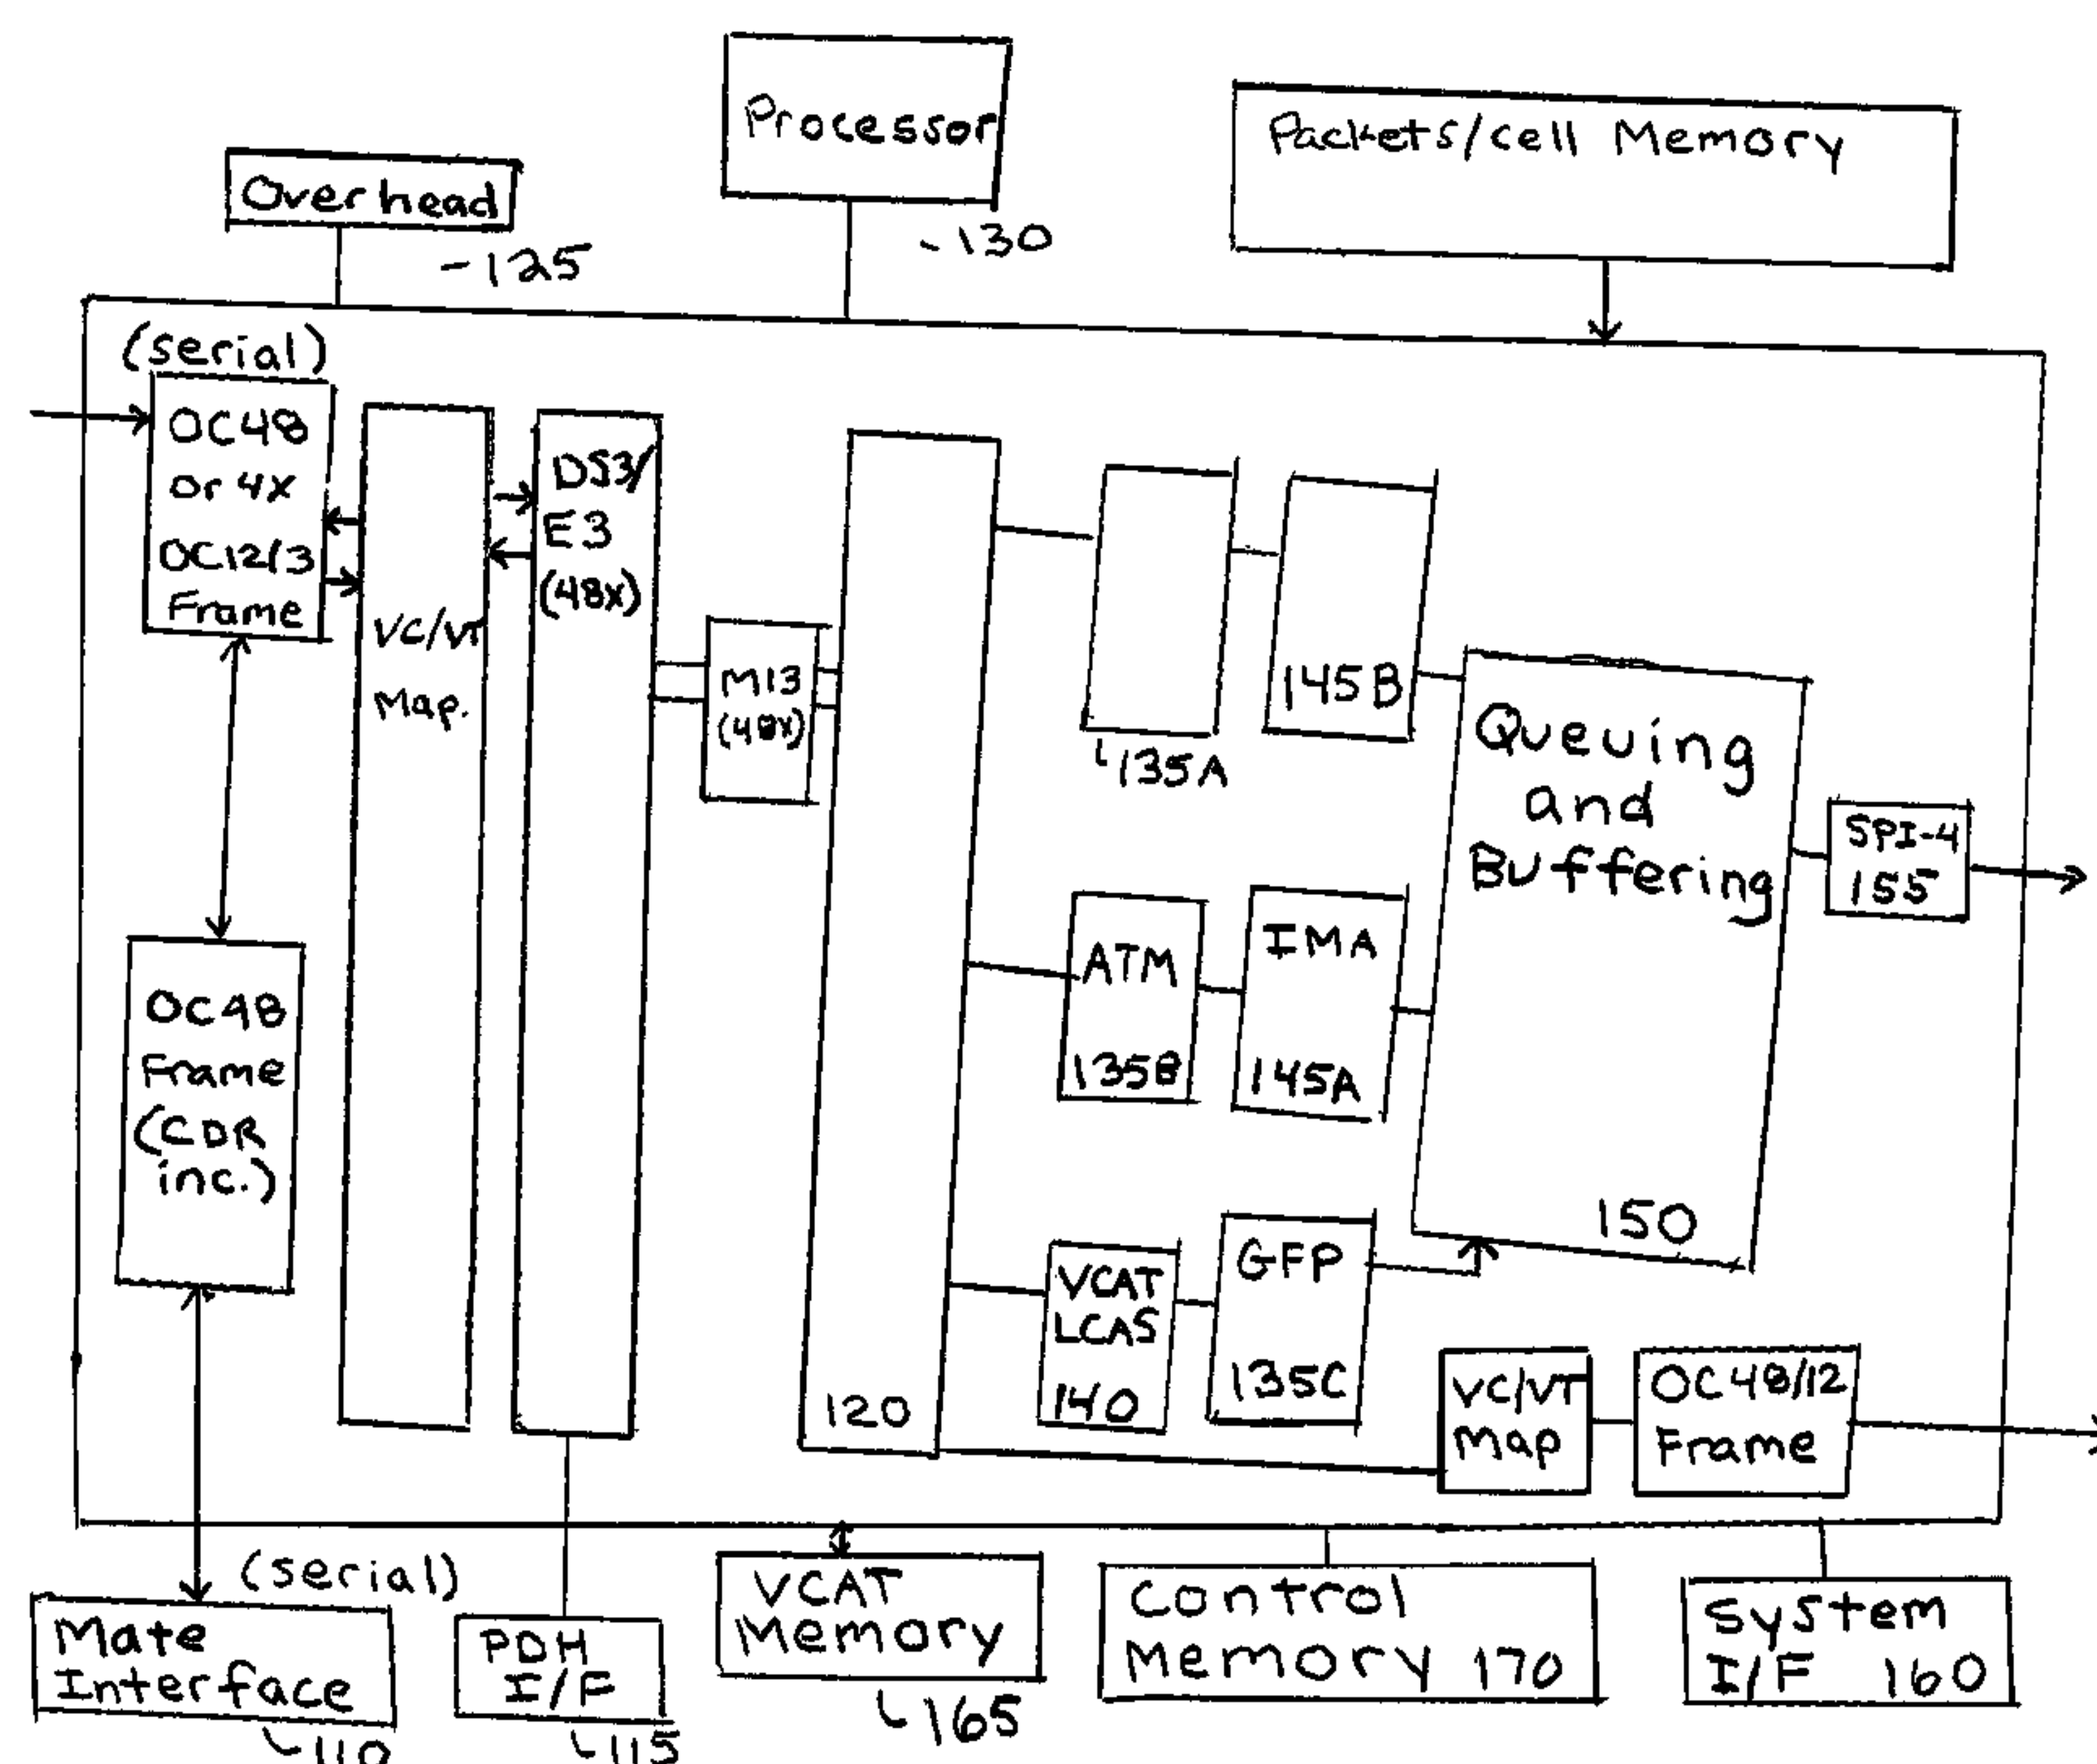 Processor
Packets/cell Memory
Overhead
-130
-125
(serial)
OC48
or 4x
OC12/3
Frame
VC/VT
Map.
DS3/
E3
(48x)
M13
(48x)
120
135A
145B
Queuing
and
Buffering
150
SPI-4
155
ATM
135B
IMA
145A
OC48
Frame
(CDR
inc.)
VCAT
LCAS
140
GFP
135C
VC/VT
Map
OC48/12
Frame
(serial)
Mate
Interface
110
PDH
I/F
115
VCAT
Memory
165
Control
Memory 170
System
I/F 160